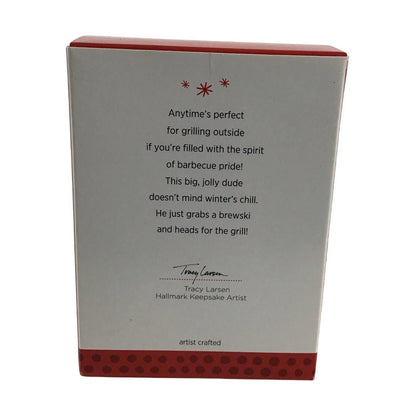 Anytime's perfect
for grilling outside
if you're filled with the spirit
of barbecue pride!
This big, jolly dude
doesn't mind winter's chill.
He just grabs a brewski
and heads for the grill!
Tracy Larsen
Tracy Larsen
Hallmark Keepsake Artist
artist crafted